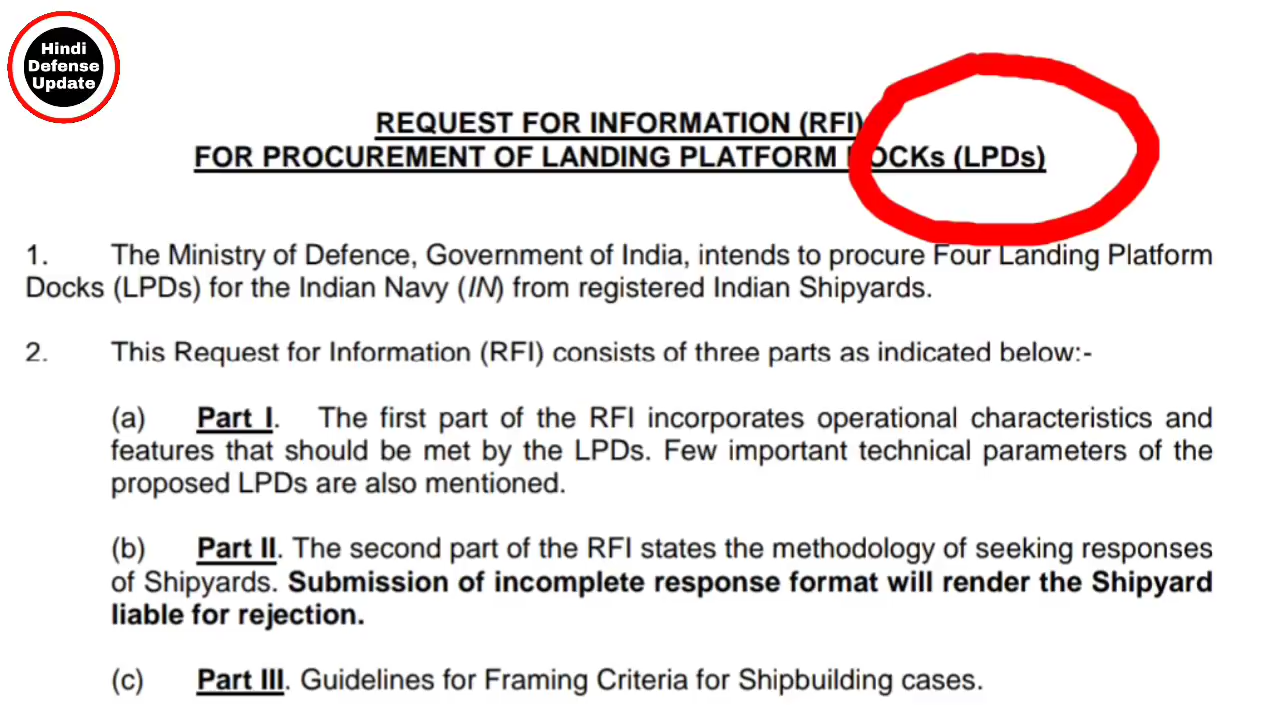 Hindi
Defense
Update
REQUEST FOR INFORMATION (RFI)
FOR PROCUREMENT OF LANDING PLATFORM DOCKs (LPDs)
1. The Ministry of Defence, Government of India, intends to procure Four Landing Platform
Docks (LPDs) for the Indian Navy (IN) from registered Indian Shipyards.
2. This Request for Information (RFI) consists of three parts as indicated below:-
(a) Part I. The first part of the RFI incorporates operational characteristics and
features that should be met by the LPDs. Few important technical parameters of the
proposed LPDs are also mentioned.
(b) Part II. The second part of the RFI states the methodology of seeking responses
of Shipyards. Submission of incomplete response format will render the Shipyard
liable for rejection.
(c) Part III. Guidelines for Framing Criteria for Shipbuilding cases.